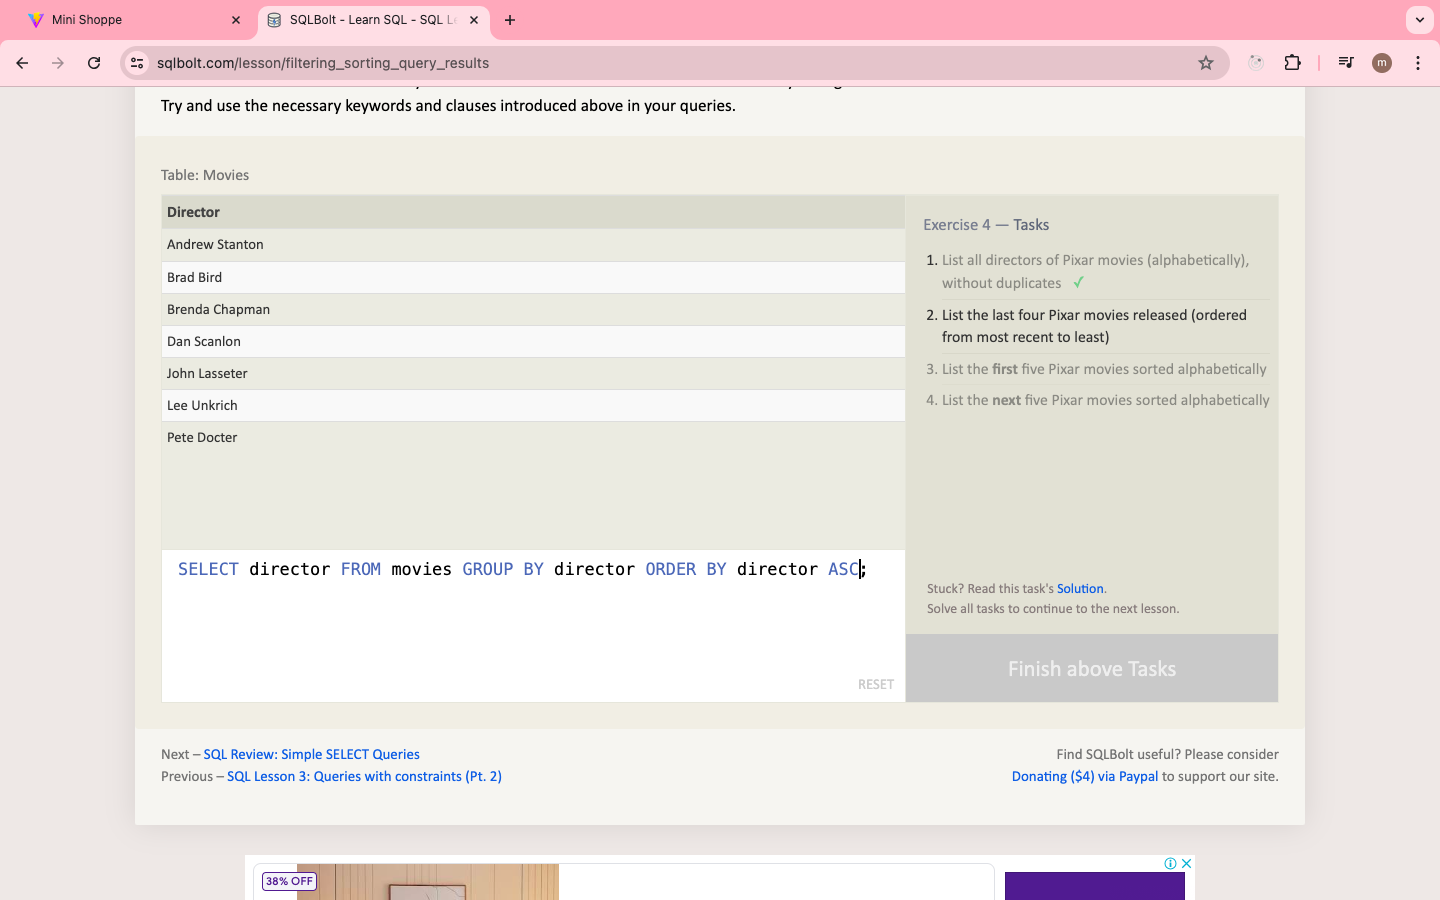 Mini Shoppe
SQLBolt - Learn SQL - SQL Le
sqlbolt.com/lesson/filtering_sorting_query_results
m
Try and use the necessary keywords and clauses introduced above in your queries.
Table: Movies
Director
Andrew Stanton
Brad Bird
Brenda Chapman
Dan Scanlon
John Lasseter
Lee Unkrich
Pete Docter
SELECT director FROM movies GROUP BY director ORDER BY director ASC;
RESET
Exercise 4 — Tasks
1. List all directors of Pixar movies (alphabetically),
without duplicates ✓
2. List the last four Pixar movies released (ordered
from most recent to least)
3. List the first five Pixar movies sorted alphabetically
4. List the next five Pixar movies sorted alphabetically
Stuck? Read this task's Solution.
Solve all tasks to continue to the next lesson.
Finish above Tasks
Next – SQL Review: Simple SELECT Queries
Previous – SQL Lesson 3: Queries with constraints (Pt. 2)
Find SQLBolt useful? Please consider
Donating ($4) via Paypal to support our site.
38% OFF